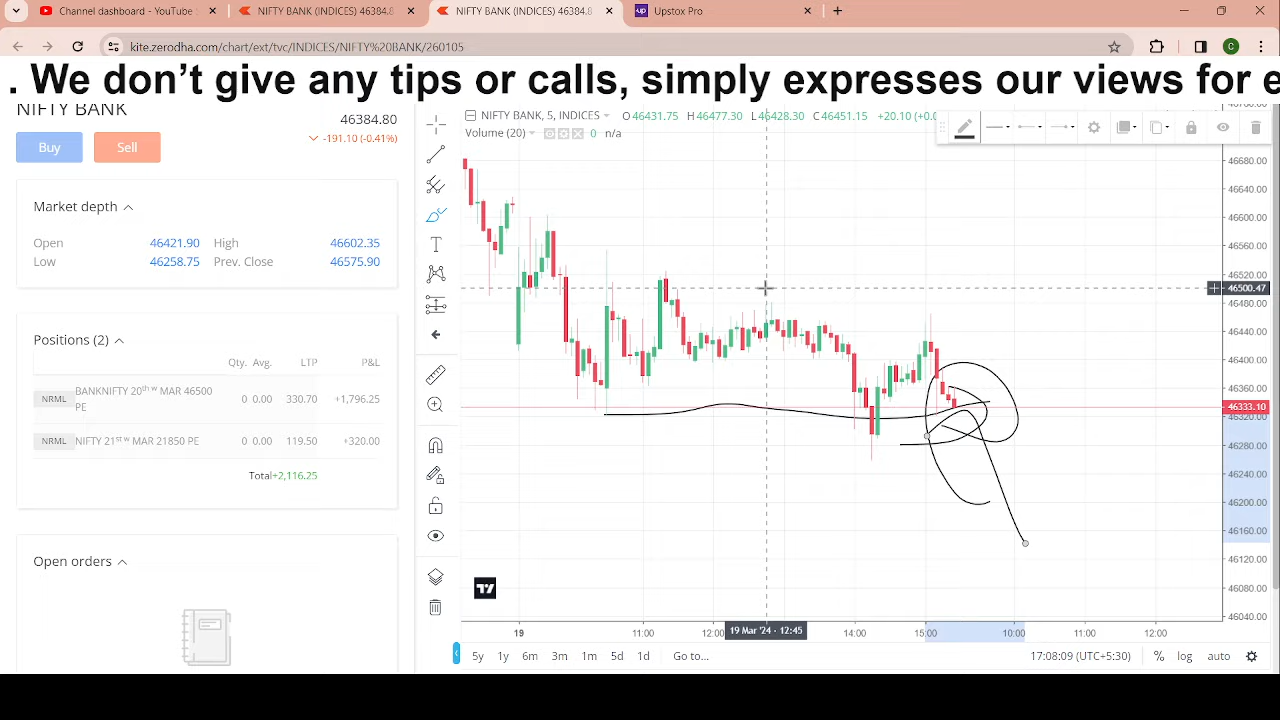 Channel dashboard - YouTube
NIFTY BANK (INDICES) 46384.8
NIFTY BANK (INDICES) 46384.8
up Upstox Pro
kite.zerodha.com/chart/ext/tvc/INDICES/NIFTY%20BANK/260105
C
. We don't give any tips or calls, simply expresses our views for e
NIFTY BANK
46384.80
-191.10 (-0.41%)
Buy Sell
Market depth
Open 46421.90 High 46602.35
Low 46258.75 Prev. Close 46575.90
Positions (2)
Qty. Avg. LTP P&L
NRML BANKNIFTY 20th w MAR 46500 PE 0 0.00 330.70 +1,796.25
NRML NIFTY 21st w MAR 21850 PE 0 0.00 119.50 +320.00
Total +2,116.25
Open orders
NIFTY BANK, 5, INDICES O 46431.75 H 46477.30 L 46428.30 C 46451.15 +20.10 (+0.0
Volume (20) 0 n/a
T
46680.00
46640.00
46600.00
46560.00
46520.00
46500.47
46480.00
46440.00
46400.00
46360.00
46333.10
46320.00
46280.00
46240.00
46200.00
46160.00
46120.00
46080.00
46040.00
19 11:00 12:00 19 Mar '24 - 12:45 14:00 15:00 10:00 11:00 12:00
5y 1y 6m 3m 1m 5d 1d Go to... 17:08:09 (UTC+5:30) % log auto